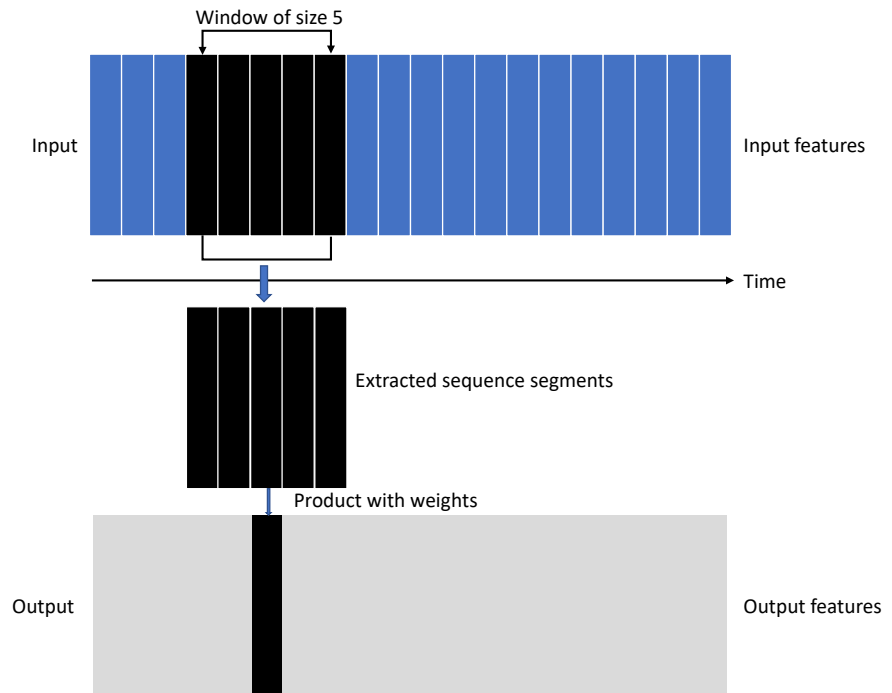 Window of size 5
Input
Input features
Time
Extracted sequence segments
Product with weights
Output
Output features